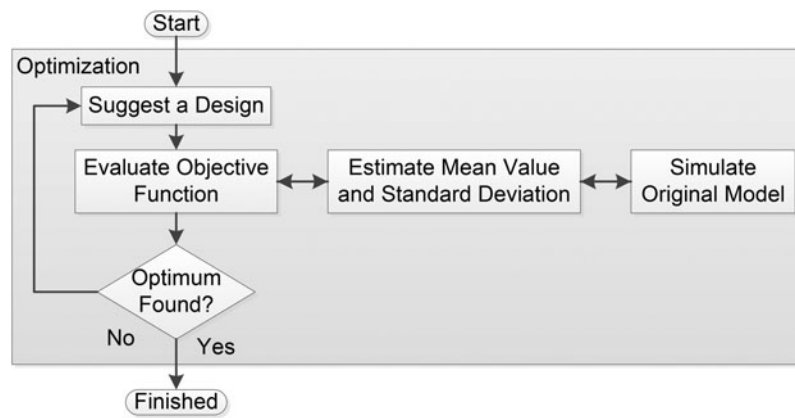 Start
Optimization
Suggest a Design
Evaluate Objective
Function
Estimate Mean Value
and Standard Deviation
Simulate
Original Model
Optimum
Found?
No
Yes
Finished